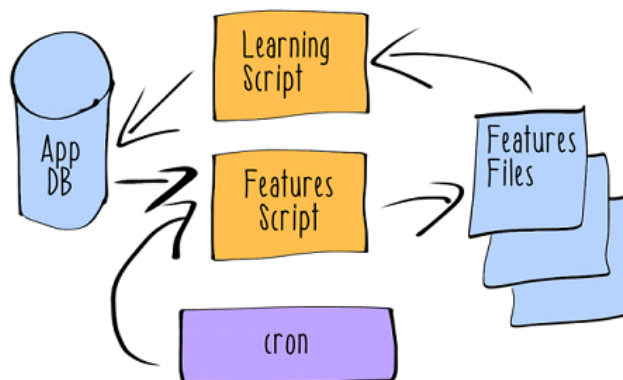 Learning
Script
App
DB
Features
Script
Features
Files
cron